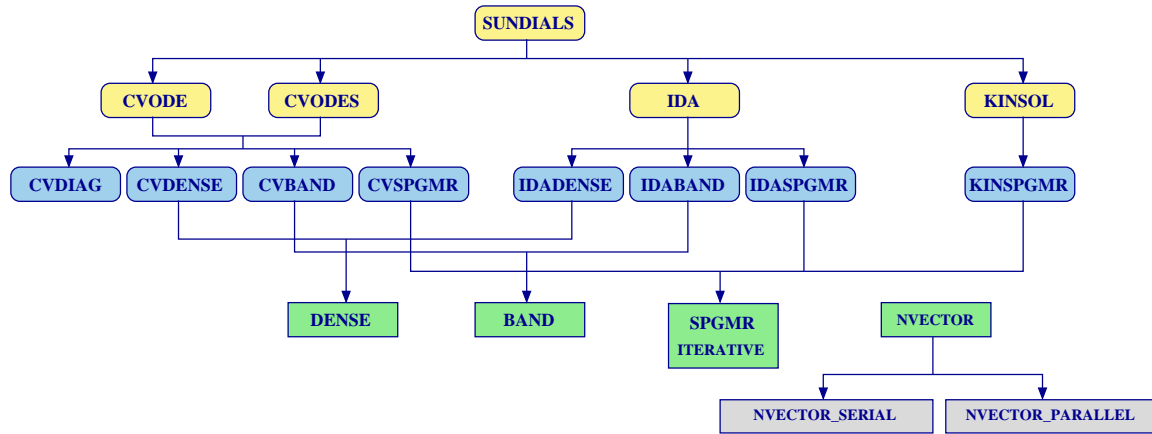 SUNDIALS
CVODE
CVODES
IDA
KINSOL
CVDIAG
CVDENSE
CVBAND
CVSPGMR
IDADENSE
IDABAND
IDASPGMR
KINSPGMR
DENSE
BAND
SPGMR
ITERATIVE
NVECTOR
NVECTOR_SERIAL
NVECTOR_PARALLEL